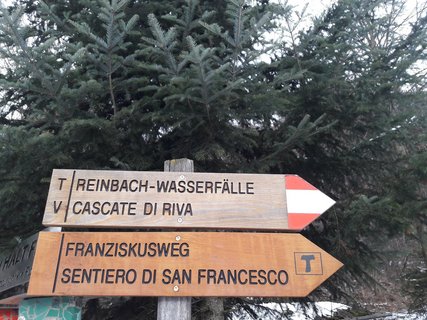 T REINBACH-WASSERFÄLLE
V CASCATE DI RIVA
FRANZISKUSWEG
SENTIERO DI SAN FRANCESCO T